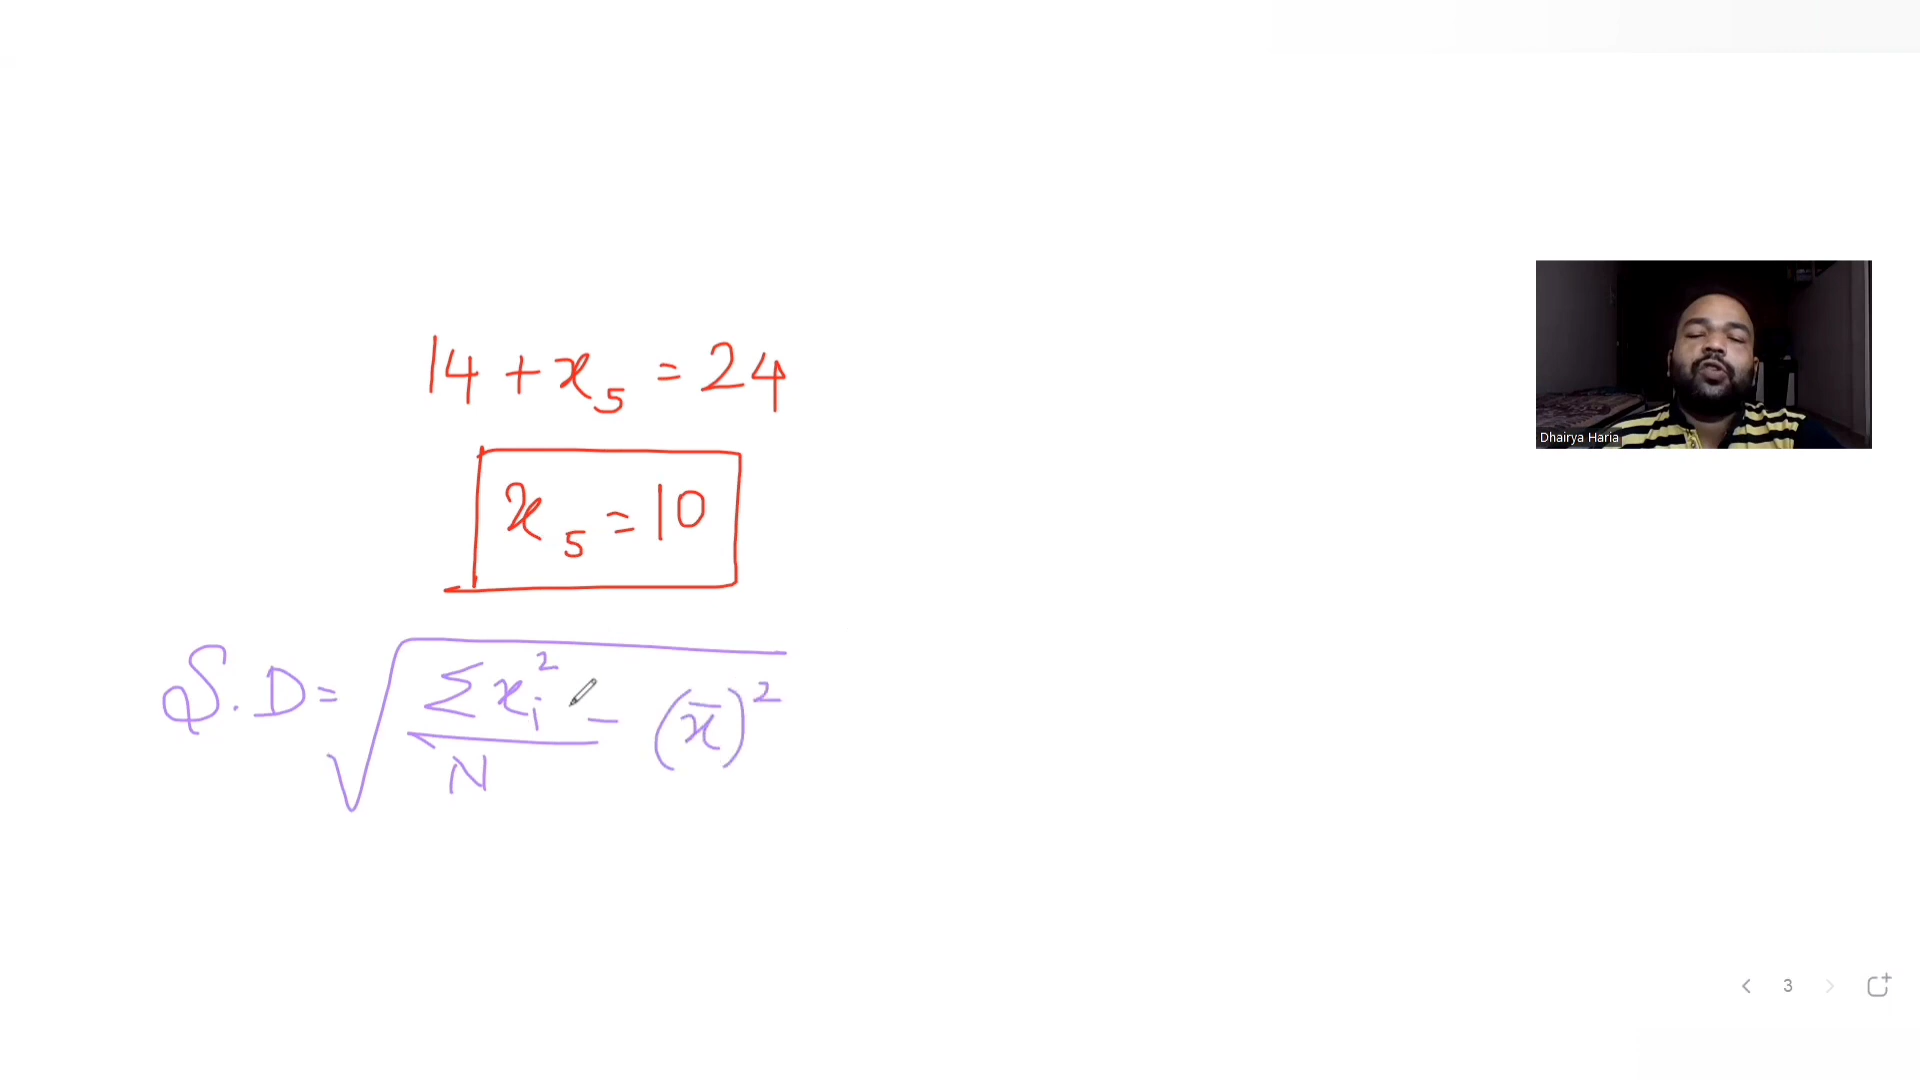 14 + x₅ = 24
x₅ = 10
S.D = √(Σxᵢ²/N − (x̄)²)
Dhairya Haria
3